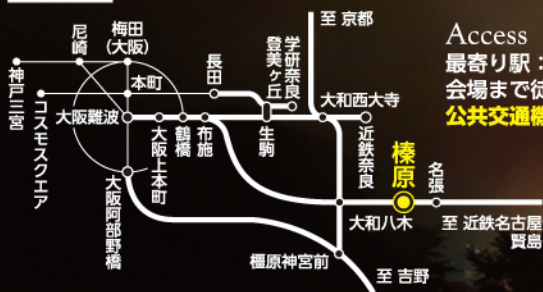 至 京都
Access
最寄り駅：
会場まで徒
公共交通機
尼崎
梅田
(大阪)
神戸三宮
コスモスクエア
本町
長田
学研奈良
登美ヶ丘
大阪難波
大阪上本町
鶴橋
布施
生駒
大和西大寺
近鉄奈良
大阪阿部野橋
榛原
名張
大和八木
至 近鉄名古屋
賢島
橿原神宮前
至 吉野